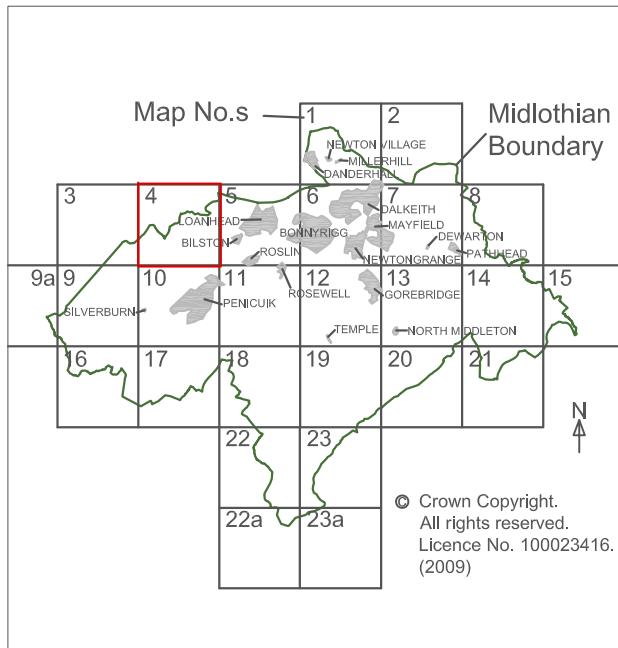 Map No.s
1
2
Midlothian
Boundary
NEWTON VILLAGE
MILLERHILL
DANDERHALL
3
4
5
6
7
8
LOANHEAD
DALKEITH
BILSTON
BONNYRIGG
MAYFIELD
DEWARTON
ROSLIN
NEWTONGRANGE
PATHHEAD
9a
9
10
11
12
13
14
15
SILVERBURN
PENICUIK
ROSEWELL
GOREBRIDGE
TEMPLE
NORTH MIDDLETON
16
17
18
19
20
21
N
22
23
22a
23a
© Crown Copyright.
All rights reserved.
Licence No. 100023416.
(2009)